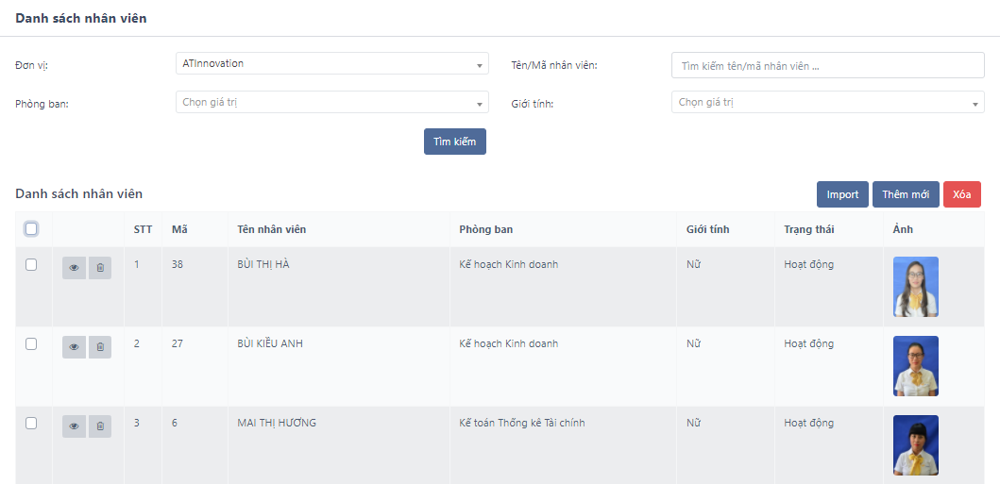 Danh sách nhân viên
Đơn vị: ATInnovation Tên/Mã nhân viên: Tìm kiếm tên/mã nhân viên ...
Phòng ban: Chọn giá trị Giới tính: Chọn giá trị
Tìm kiếm
Danh sách nhân viên Import Thêm mới Xóa
STT Mã Tên nhân viên Phòng ban Giới tính Trạng thái Ảnh
1 38 BÙI THỊ HÀ Kế hoạch Kinh doanh Nữ Hoạt động
2 27 BÙI KIỀU ANH Kế hoạch Kinh doanh Nữ Hoạt động
3 6 MAI THỊ HƯƠNG Kế toán Thống kê Tài chính Nữ Hoạt động